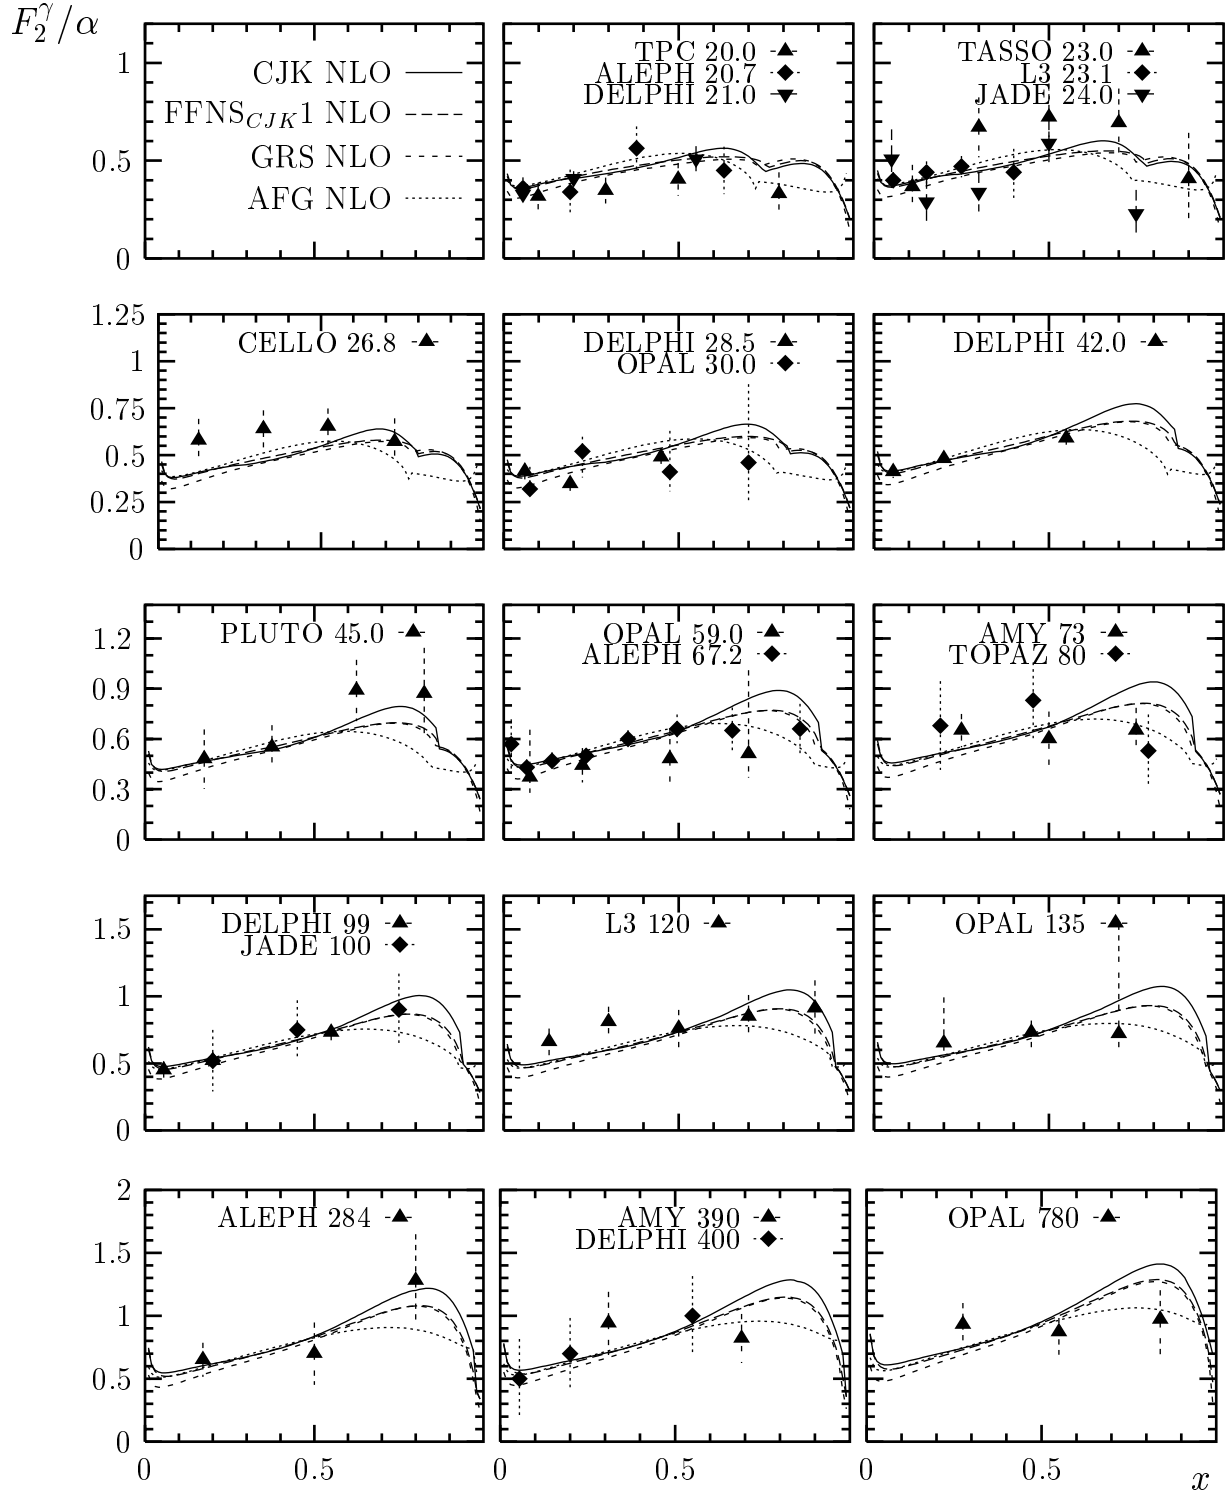 F₂^γ/α
1
0.5
0
CJK NLO
FFNS_CJK1 NLO
GRS NLO
AFG NLO
TPC 20.0
ALEPH 20.7
DELPHI 21.0
TASSO 23.0
L3 23.1
JADE 24.0
1.25
1
0.75
0.5
0.25
0
CELLO 26.8
DELPHI 28.5
OPAL 30.0
DELPHI 42.0
1.2
0.9
0.6
0.3
0
PLUTO 45.0
OPAL 59.0
ALEPH 67.2
AMY 73
TOPAZ 80
1.5
1
0.5
0
DELPHI 99
JADE 100
L3 120
OPAL 135
2
1.5
1
0.5
0
ALEPH 284
AMY 390
DELPHI 400
OPAL 780
0 0.5 0 0.5 0 0.5 x